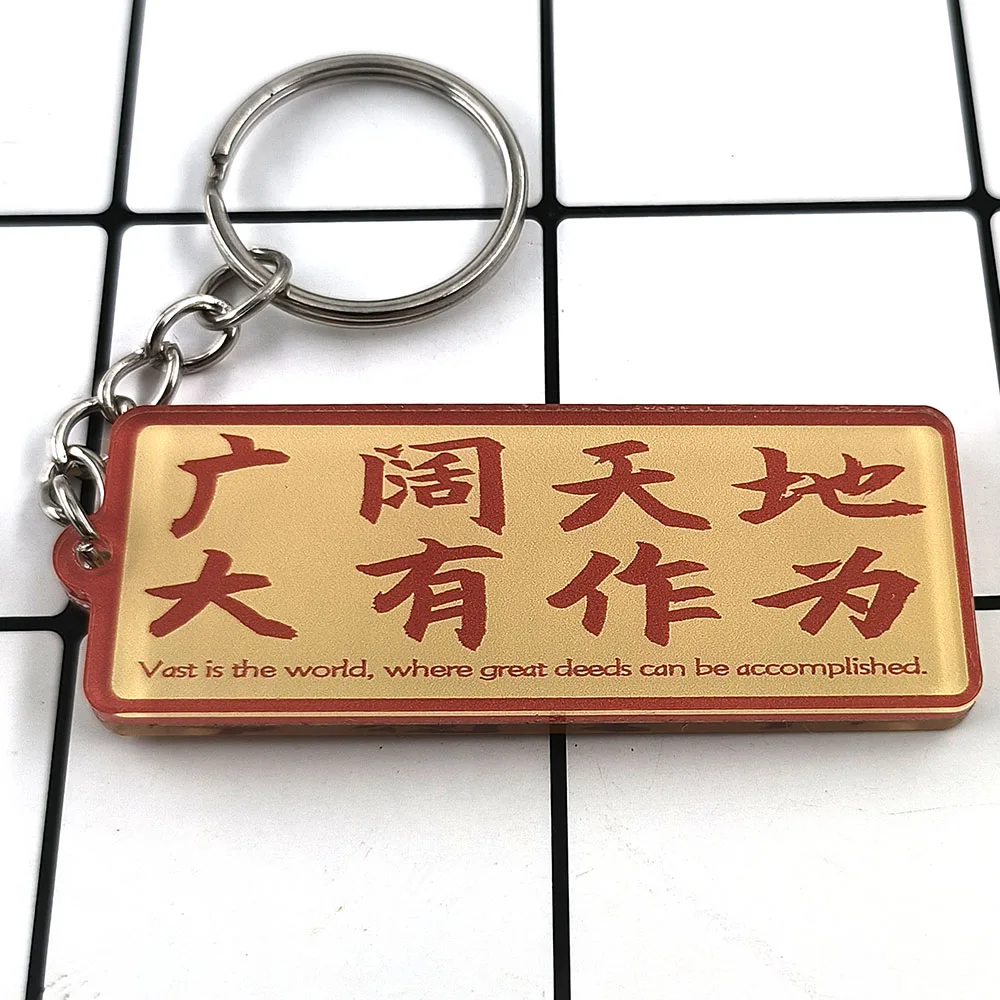 广阔天地
大有作为
Vast is the world, where great deeds can be accomplished.